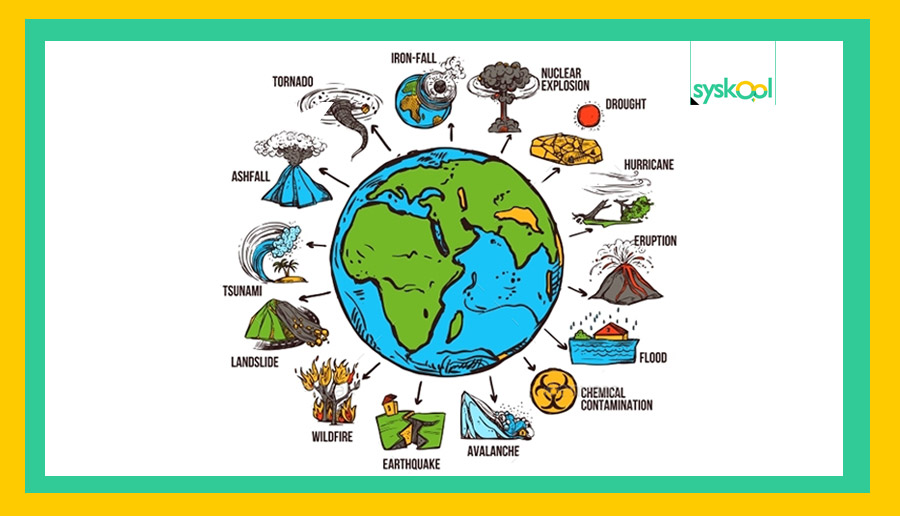 IRON-FALL
NUCLEAR
EXPLOSION
DROUGHT
HURRICANE
ERUPTION
FLOOD
CHEMICAL
CONTAMINATION
AVALANCHE
EARTHQUAKE
WILDFIRE
LANDSLIDE
TSUNAMI
ASHFALL
TORNADO
syskool